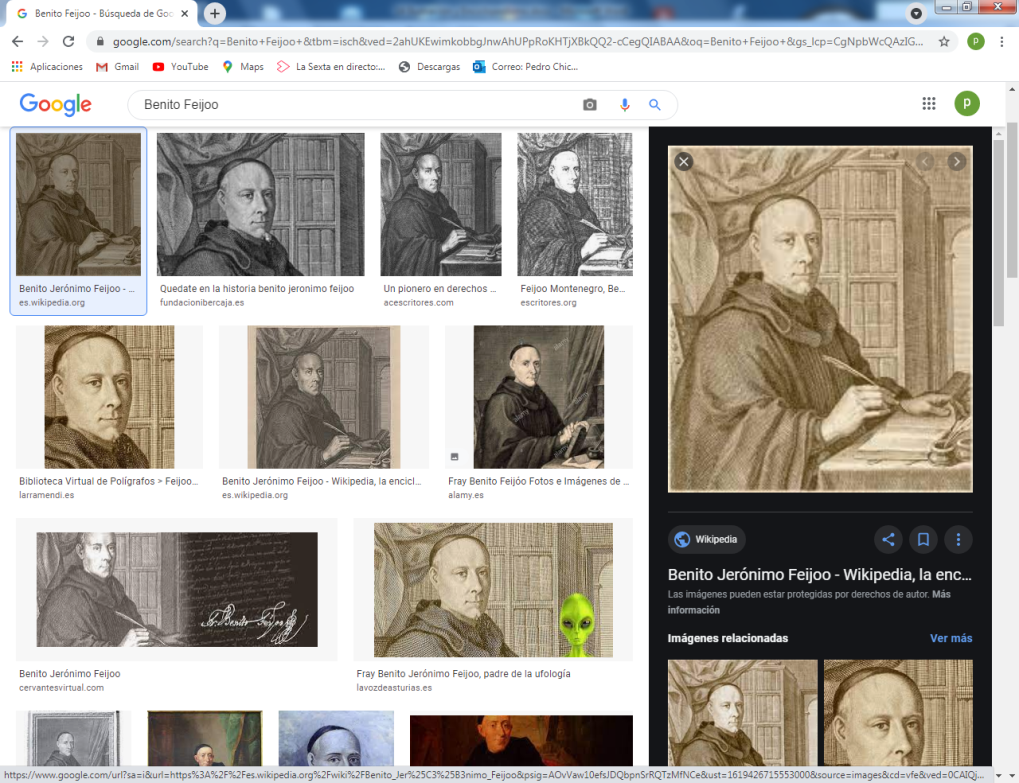 Benito Feijoo - Búsqueda de Goo
google.com/search?q=Benito+Feijoo+&tbm=isch&ved=2ahUKEwimkobbgJnwAhUPpRoKHTjXBkQQ2-cCegQIABAA&oq=Benito+Feijoo+&gs_lcp=CgNpbWcQAzIG...
P
Aplicaciones
Gmail
YouTube
Maps
La Sexta en directo:...
Descargas
Correo: Pedro Chic...
Google
Benito Feijoo
P
Benito Jerónimo Feijoo - ...
es.wikipedia.org
Quedate en la historia benito jeronimo feijoo
fundacionibercaja.es
Un pionero en derechos ...
acescritores.com
Feijoo Montenegro, Be...
escritores.org
Biblioteca Virtual de Polígrafos > Feijoo...
larramendi.es
Benito Jerónimo Feijoo - Wikipedia, la encicl...
es.wikipedia.org
alamy
Fray Benito Feijóo Fotos e Imágenes de ...
alamy.es
Fr. Benito Feijoo
Benito Jerónimo Feijoo
cervantesvirtual.com
Fray Benito Jerónimo Feijoo, padre de la ufología
lavozdeasturias.es
Wikipedia
Benito Jerónimo Feijoo - Wikipedia, la enc...
Las imágenes pueden estar protegidas por derechos de autor. Más
información
Imágenes relacionadas
Ver más
https://www.google.com/url?sa=i&url=https%3A%2F%2Fes.wikipedia.org%2Fwiki%2FBenito_Jer%25C3%25B3nimo_Feijoo&psig=AOvVaw10efsJDQbpnSrRQTzMfNCe&ust=1619426715553000&source=images&cd=vfe&ved=0CAIQj...